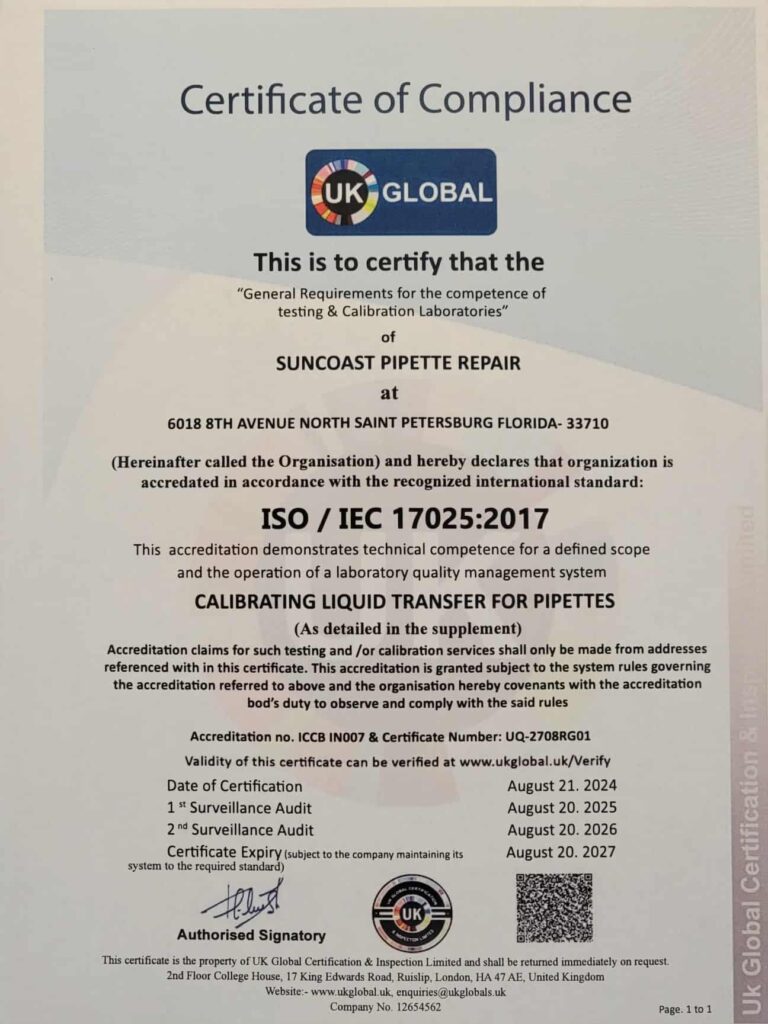 Certificate of Compliance
UK GLOBAL
This is to certify that the
“General Requirements for the competence of
testing & Calibration Laboratories”
of
SUNCOAST PIPETTE REPAIR
at
6018 8TH AVENUE NORTH SAINT PETERSBURG FLORIDA- 33710
(Hereinafter called the Organisation) and hereby declares that organization is
accredated in accordance with the recognized international standard:
ISO / IEC 17025:2017
This accreditation demonstrates technical competence for a defined scope
and the operation of a laboratory quality management system
CALIBRATING LIQUID TRANSFER FOR PIPETTES
(As detailed in the supplement)
Accreditation claims for such testing and /or calibration services shall only be made from addresses
referenced with in this certificate. This accreditation is granted subject to the system rules governing
the accreditation referred to above and the organisation hereby covenants with the accreditation
bod’s duty to observe and comply with the said rules
Accreditation no. ICCB IN007 & Certificate Number: UQ-2708RG01
Validity of this certificate can be verified at www.ukglobal.uk/Verify
Date of Certification August 21. 2024
1 st Surveillance Audit August 20. 2025
2 nd Surveillance Audit August 20. 2026
Certificate Expiry (subject to the company maintaining its August 20. 2027
system to the required standard)
Authorised Signatory
UK GLOBAL CERTIFICATION
UK
& INSPECTION LIMITED
This certificate is the property of UK Global Certification & Inspection Limited and shall be returned immediately on request.
2nd Floor College House, 17 King Edwards Road, Ruislip, London, HA 47 AE, United Kingdom
Website:- www.ukglobal.uk, enquiries@ukglobals.uk
Company No. 12654562
Page. 1 to 1
Uk Global Certification & Inspection Limited